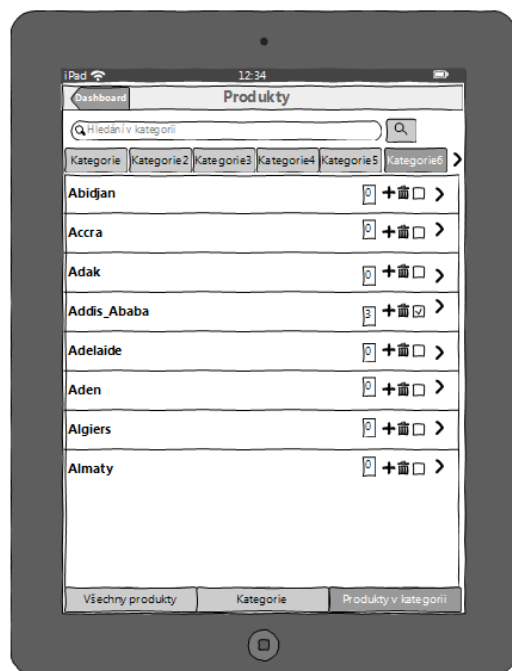 iPad 12:34
Dashboard Produkty
Hledání v kategorii
Kategorie Kategorie2 Kategorie3 Kategorie4 Kategorie5 Kategorie6
Abidjan 0
Accra 0
Adak 0
Addis_Ababa 3
Adelaide 0
Aden 0
Algiers 0
Almaty 0
Všechny produkty Kategorie Produkty v kategorii